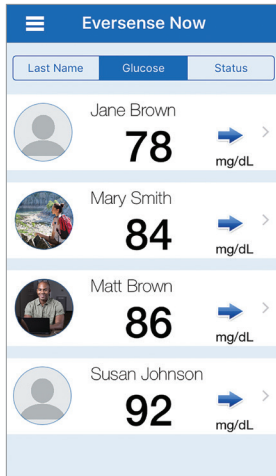 Eversense Now
Last Name Glucose Status
Jane Brown
78
mg/dL
Mary Smith
84
mg/dL
Matt Brown
86
mg/dL
Susan Johnson
92
mg/dL